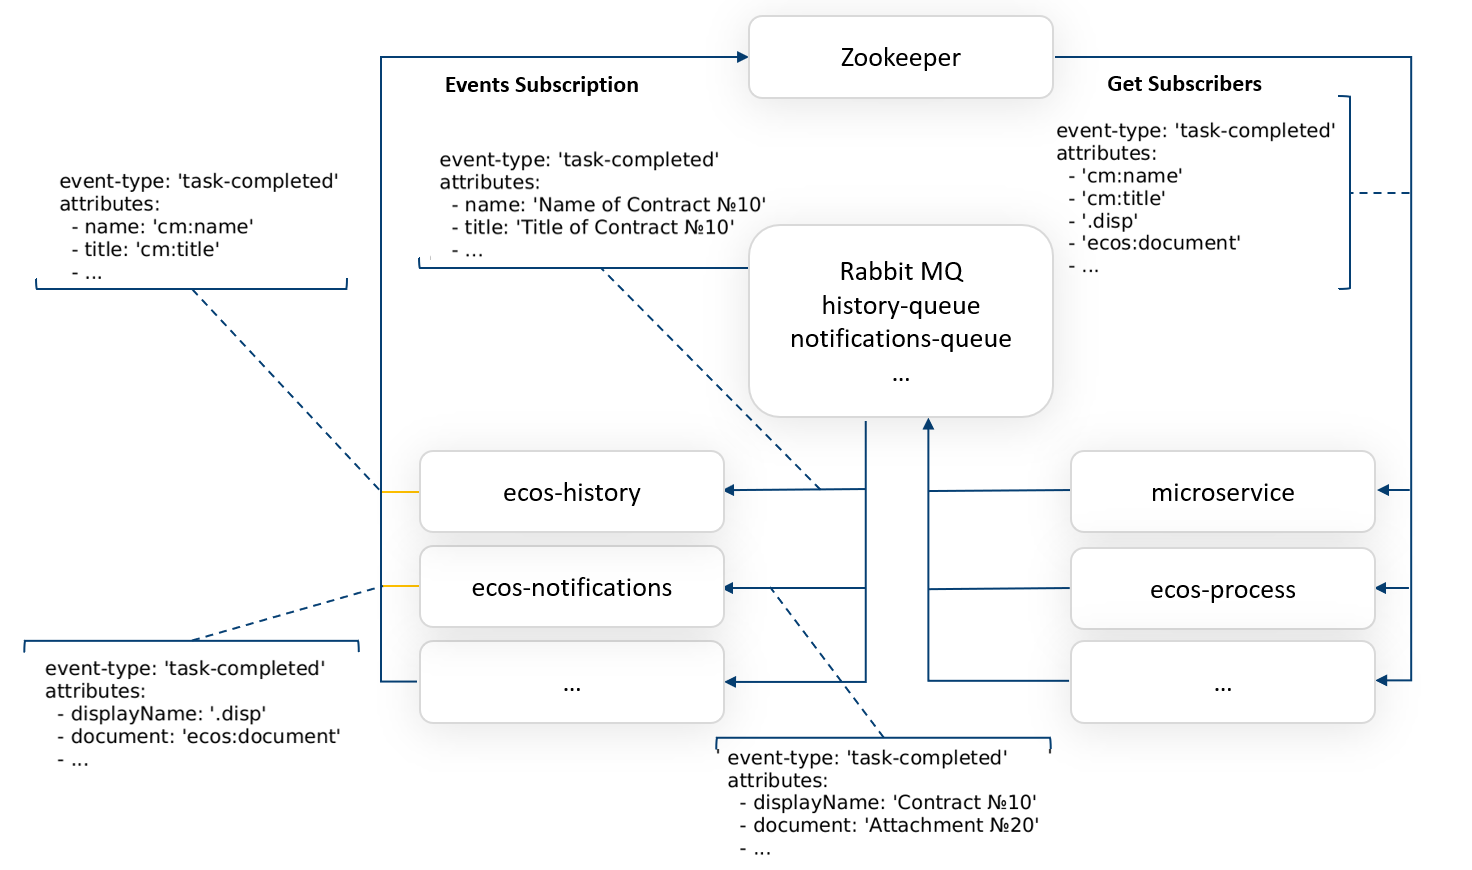 Zookeeper
Events Subscription
Get Subscribers
event-type: 'task-completed'
attributes:
- name: 'cm:name'
- title: 'cm:title'
- ...
event-type: 'task-completed'
attributes:
- name: 'Name of Contract №10'
- title: 'Title of Contract №10'
- ...
event-type: 'task-completed'
attributes:
- 'cm:name'
- 'cm:title'
- '.disp'
- 'ecos:document'
- ...
Rabbit MQ
history-queue
notifications-queue
...
ecos-history
microservice
ecos-notifications
ecos-process
...
...
event-type: 'task-completed'
attributes:
- displayName: '.disp'
- document: 'ecos:document'
- ...
event-type: 'task-completed'
attributes:
- displayName: 'Contract №10'
- document: 'Attachment №20'
- ...